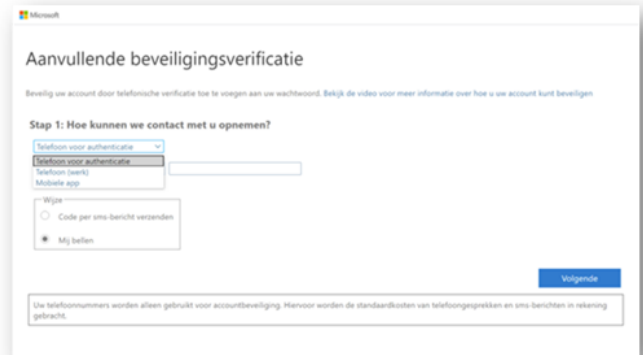 Microsoft
Aanvullende beveiligingsverificatie
Beveilig uw account door telefonische verificatie toe te voegen aan uw wachtwoord. Bekijk de video voor meer informatie over hoe u uw account kunt beveiligen
Stap 1: Hoe kunnen we contact met u opnemen?
Telefoon voor authenticatie
Telefoon voor authenticatie
Telefoon (werk)
Mobiele app
Wijze
Code per sms-bericht verzenden
Mij bellen
Volgende
Uw telefoonnummers worden alleen gebruikt voor accountbeveiliging. Hiervoor worden de standaardkosten van telefoongesprekken en sms-berichten in rekening
gebracht.